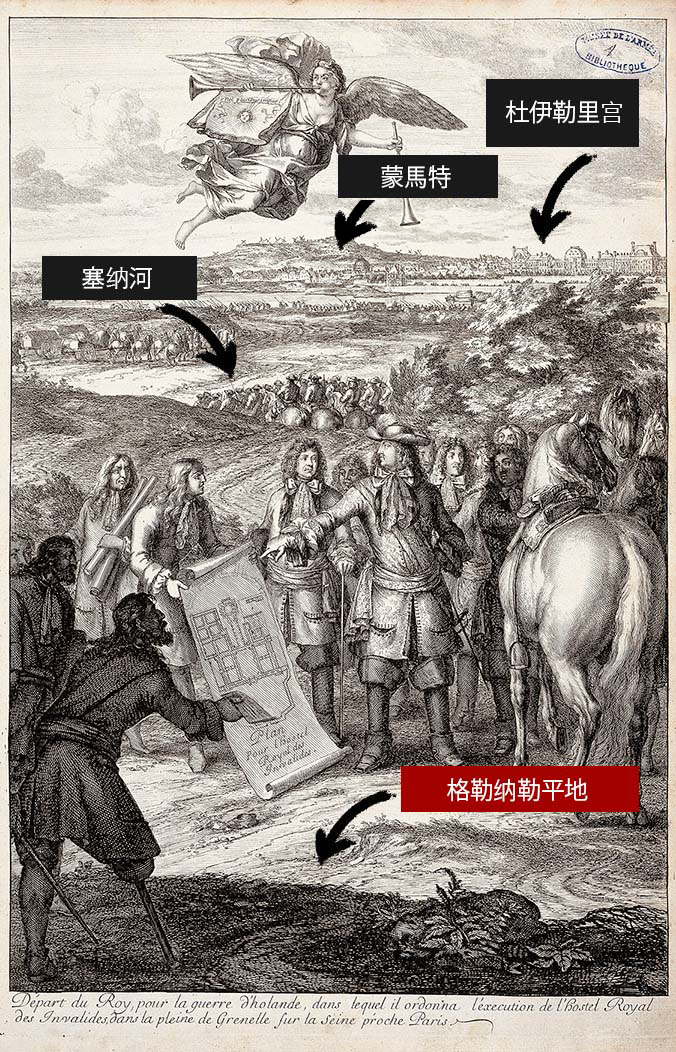 MUSÉE DE L'ARMÉE
BIBLIOTHÈQUE
杜伊勒里宫
蒙馬特
塞纳河
Plan
pour l'hostel
Royal des
Invalides.
格勒纳勒平地
Départ du Roy, pour la guerre d'holande, dans lequel il ordonna l'éxecution de l'hostel Royal
des Invalides, dans la pleine de Grenelle sur la Seine proche Paris.